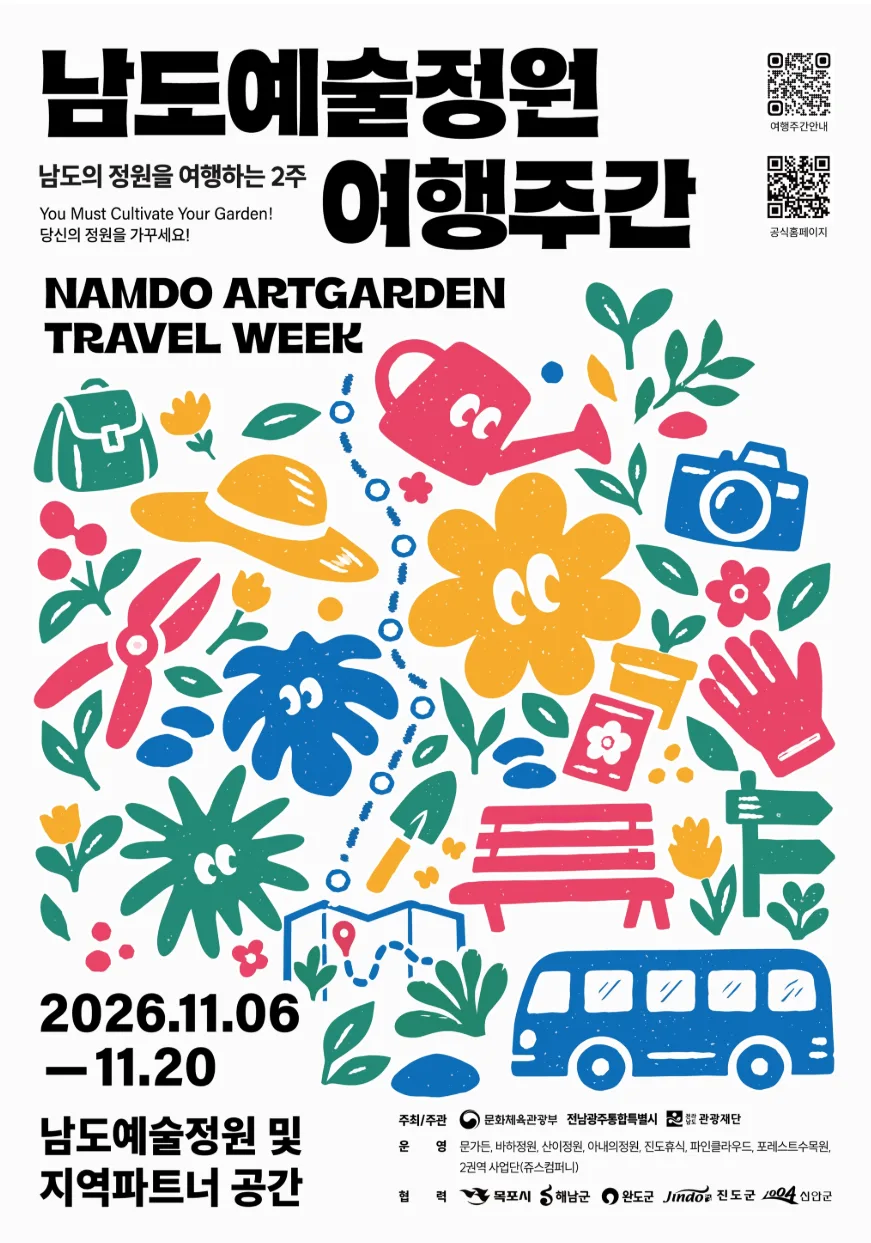 남도예술정원
여행주간
남도의 정원을 여행하는 2주
You Must Cultivate Your Garden!
당신의 정원을 가꾸세요!
여행주간안내
공식홈페이지
NAMDO ARTGARDEN
TRAVEL WEEK
2026.11.06
—11.20
남도예술정원 및
지역파트너 공간
주최/주관 문화체육관광부 전남광주통합특별시 관광재단
운 영 문가든, 바하정원, 산이정원, 아내의정원, 진도휴식, 파인클라우드, 포레스트수목원,
2권역 사업단(쥬스컴퍼니)
협 력 목포시 해남군 완도군 Jindo 진도군 1004 신안군